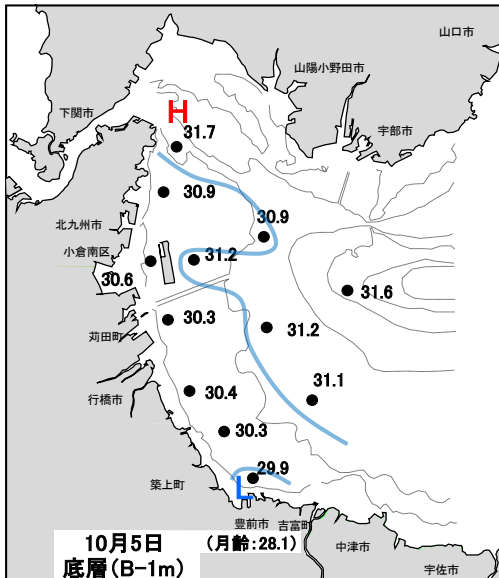 山口市
山陽小野田市
下関市
H
31.7
宇部市
30.9
北九州市
30.9
小倉南区
31.2
30.6
31.6
30.3
31.2
苅田町
31.1
30.4
行橋市
30.3
29.9
築上町
L
豊前市
吉富町
10月5日 (月齢:28.1)
中津市
底層(B-1m)
宇佐市